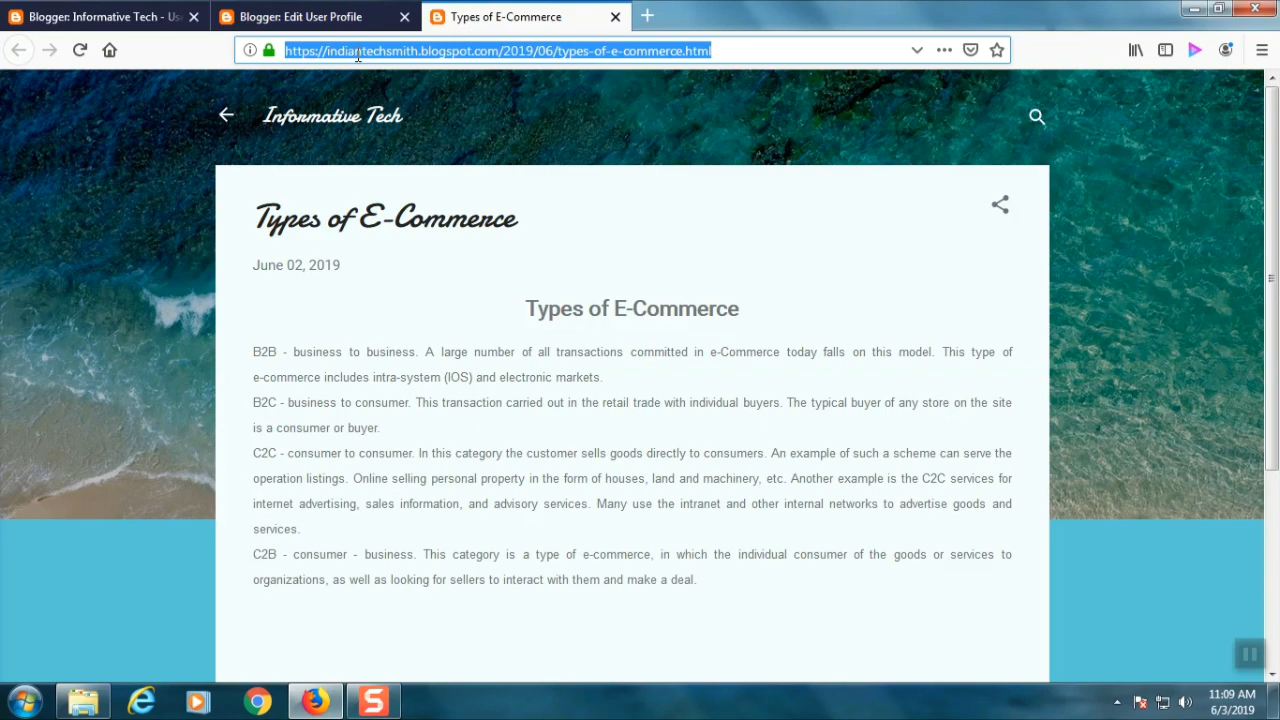 Blogger: Informative Tech - Use
Blogger: Edit User Profile
Types of E-Commerce
https://indiantechsmith.blogspot.com/2019/06/types-of-e-commerce.html
Informative Tech
Types of E-Commerce
June 02, 2019
Types of E-Commerce
B2B - business to business. A large number of all transactions committed in e-Commerce today falls on this model. This type of
e-commerce includes intra-system (IOS) and electronic markets.
B2C - business to consumer. This transaction carried out in the retail trade with individual buyers. The typical buyer of any store on the site
is a consumer or buyer.
C2C - consumer to consumer. In this category the customer sells goods directly to consumers. An example of such a scheme can serve the
operation listings. Online selling personal property in the form of houses, land and machinery, etc. Another example is the C2C services for
internet advertising, sales information, and advisory services. Many use the intranet and other internal networks to advertise goods and
services.
C2B - consumer - business. This category is a type of e-commerce, in which the individual consumer of the goods or services to
organizations, as well as looking for sellers to interact with them and make a deal.
11:09 AM
6/3/2019